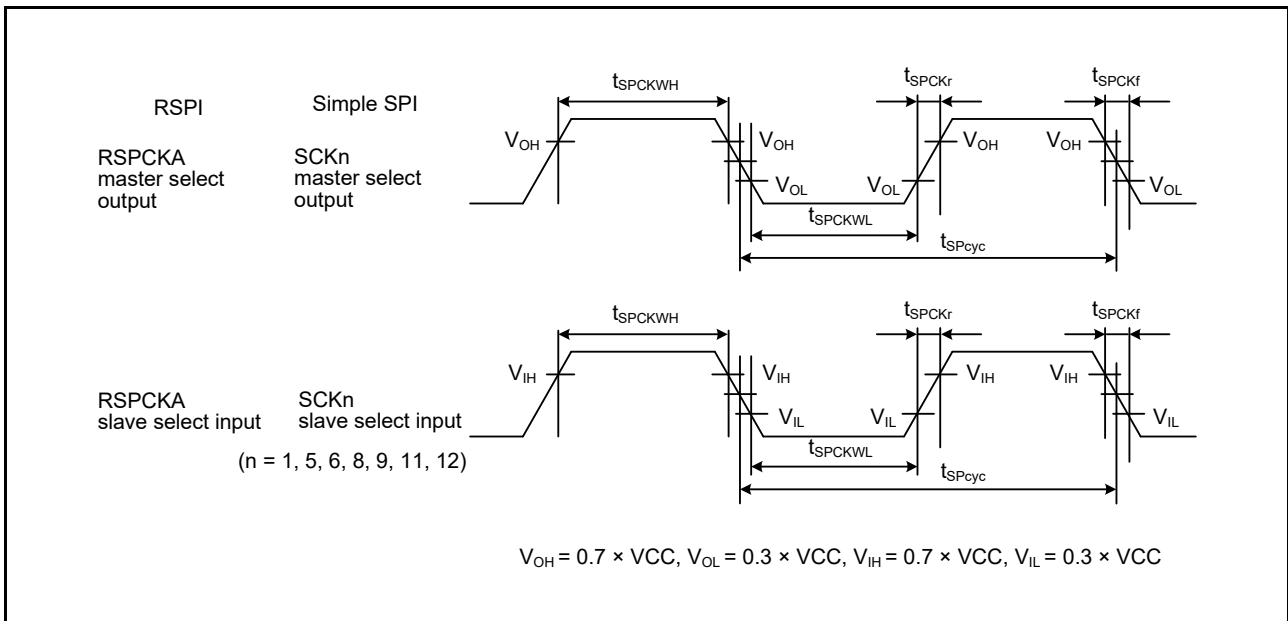 tSPCKWH tSPCKr tSPCKf
RSPI Simple SPI
VOH VOH VOH VOH
RSPCKA
master select
output
SCKn
master select
output
VOL VOL VOL
tSPCKWL
tSPcyc
tSPCKWH tSPCKr tSPCKf
VIH VIH VIH VIH
RSPCKA
slave select input
SCKn
slave select input
VIL VIL VIL
(n = 1, 5, 6, 8, 9, 11, 12)
tSPCKWL
tSPcyc
VOH = 0.7 × VCC, VOL = 0.3 × VCC, VIH = 0.7 × VCC, VIL = 0.3 × VCC